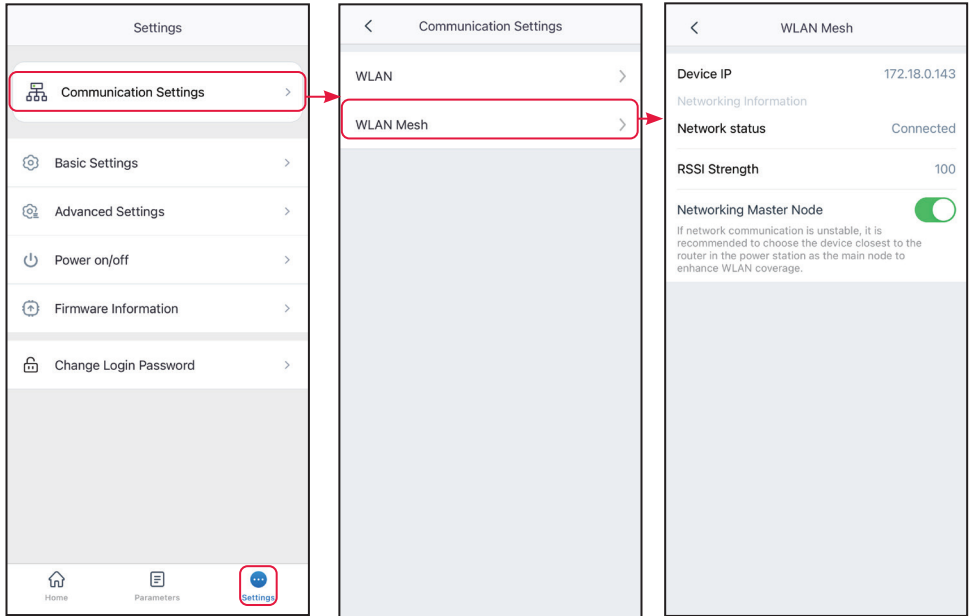 Settings
Communication Settings
Basic Settings
Advanced Settings
Power on/off
Firmware Information
Change Login Password
Home
Parameters
Settings
Communication Settings
WLAN
WLAN Mesh
WLAN Mesh
Device IP 172.18.0.143
Networking Information
Network status Connected
RSSI Strength 100
Networking Master Node
If network communication is unstable, it is
recommended to choose the device closest to the
router in the power station as the main node to
enhance WLAN coverage.